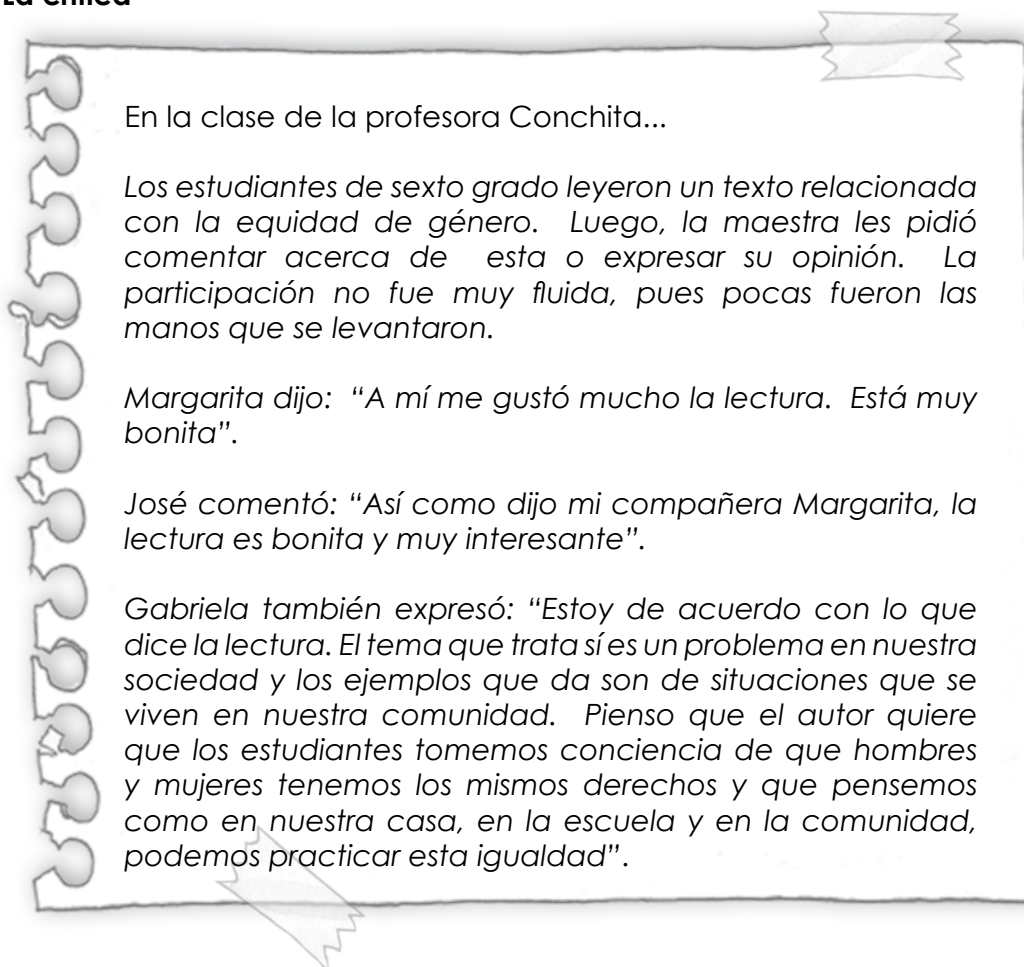 La crítica
En la clase de la profesora Conchita...
Los estudiantes de sexto grado leyeron un texto relacionada
con la equidad de género. Luego, la maestra les pidió
comentar acerca de esta o expresar su opinión. La
participación no fue muy fluida, pues pocas fueron las
manos que se levantaron.
Margarita dijo: “A mí me gustó mucho la lectura. Está muy
bonita”.
José comentó: “Así como dijo mi compañera Margarita, la
lectura es bonita y muy interesante”.
Gabriela también expresó: “Estoy de acuerdo con lo que
dice la lectura. El tema que trata sí es un problema en nuestra
sociedad y los ejemplos que da son de situaciones que se
viven en nuestra comunidad. Pienso que el autor quiere
que los estudiantes tomemos conciencia de que hombres
y mujeres tenemos los mismos derechos y que pensemos
como en nuestra casa, en la escuela y en la comunidad,
podemos practicar esta igualdad”.